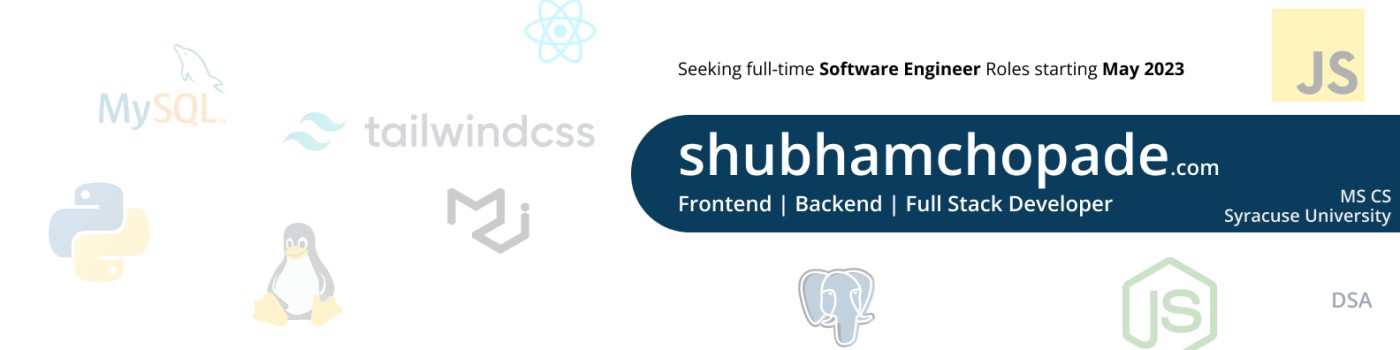 Seeking full-time Software Engineer Roles starting May 2023
JS
MySQL
tailwindcss
shubhamchopade.com
Frontend | Backend | Full Stack Developer
MS CS
Syracuse University
JS
DSA